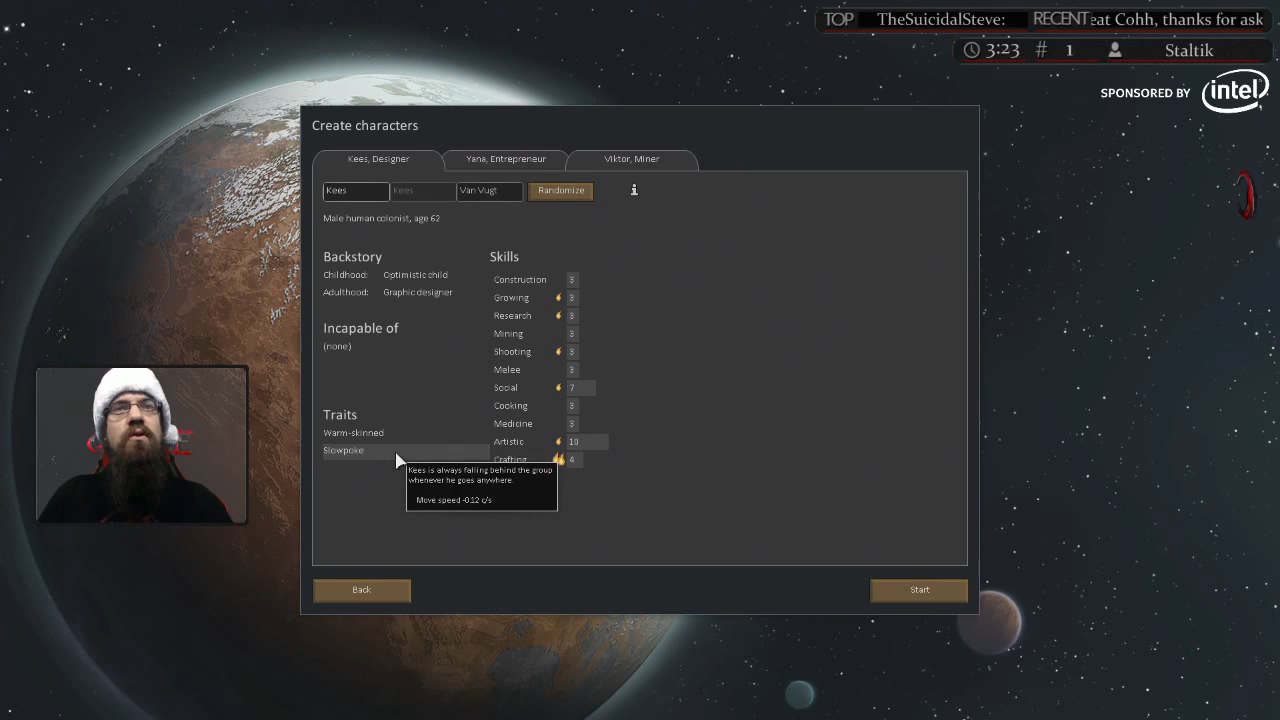 TOP TheSuicidalSteve: RECENT eat Cohh, thanks for ask
3:23 # 1 Staltik
SPONSORED BY intel
Create characters
Kees, Designer Yana, Entrepreneur Viktor, Miner
Kees Kees Van Vugt Randomize
Male human colonist, age 62
Backstory
Childhood: Optimistic child
Adulthood: Graphic designer
Incapable of
(none)
Traits
Warm-skinned
Slowpoke
Skills
Construction 3
Growing 3
Research 3
Mining 3
Shooting 3
Melee 3
Social 7
Cooking 3
Medicine 3
Artistic 10
Crafting 4
Kees is always falling behind the group
whenever he goes anywhere.
Move speed -0.12 c/s
Back Start